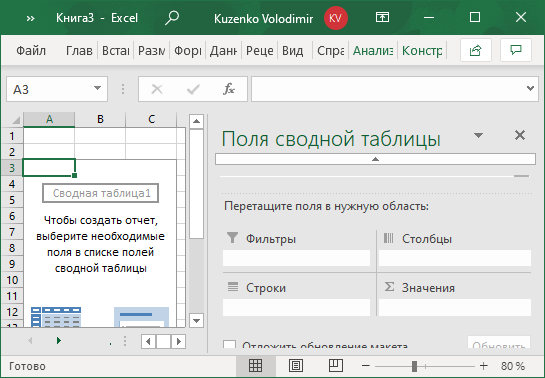 Книга3 - Excel
Kuzenko Volodimir
KV
Файл Глав Встав Разм Фор Данн Реце Вид Спра Анализ Констр
A3
A B C
Поля сводной таблицы
1
2
3
4
5
6
7
8
9
10
11
12
13
Сводная таблица1
Чтобы создать отчет,
выберите необходимые
поля в списке полей
сводной таблицы
Перетащите поля в нужную область:
Фильтры
Столбцы
Строки
Σ Значения
Отложить обновление макета
Обновить
Готово
80 %